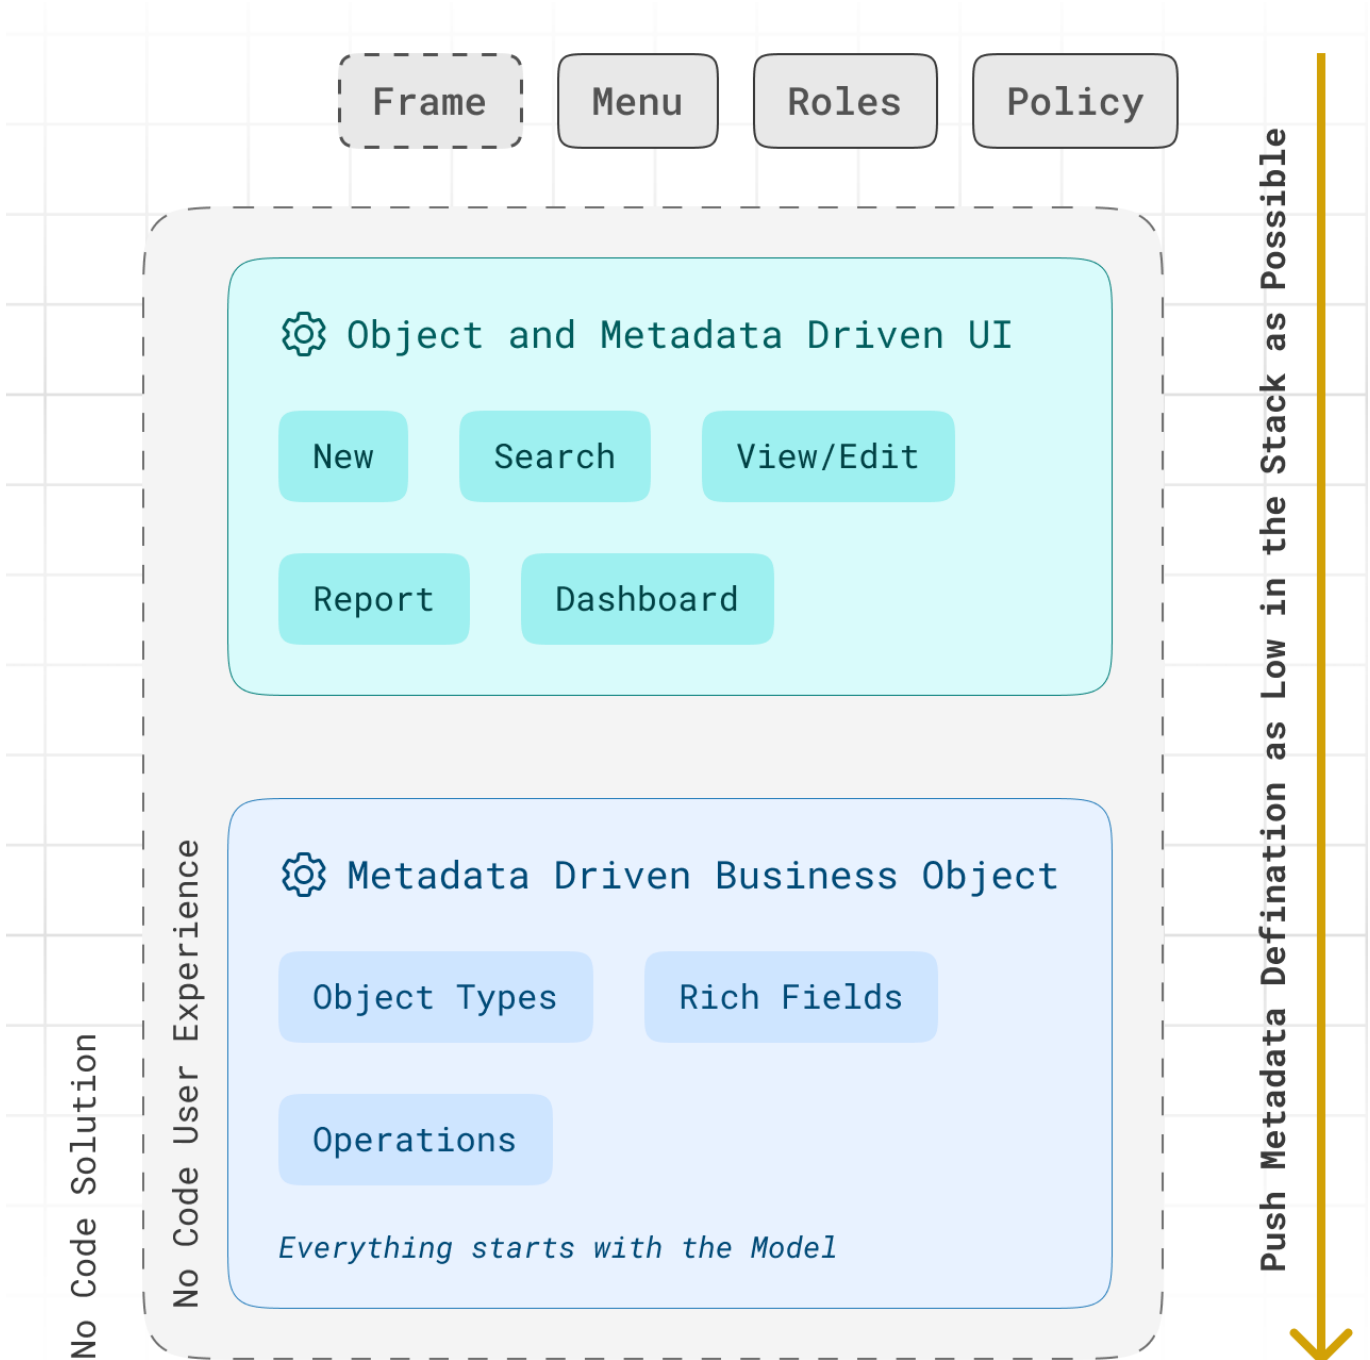 Frame
Menu
Roles
Policy
Object and Metadata Driven UI
New
Search
View/Edit
Report
Dashboard
Metadata Driven Business Object
Object Types
Rich Fields
Operations
Everything starts with the Model
No Code User Experience
No Code Solution
Push Metadata Defination as Low in the Stack as Possible